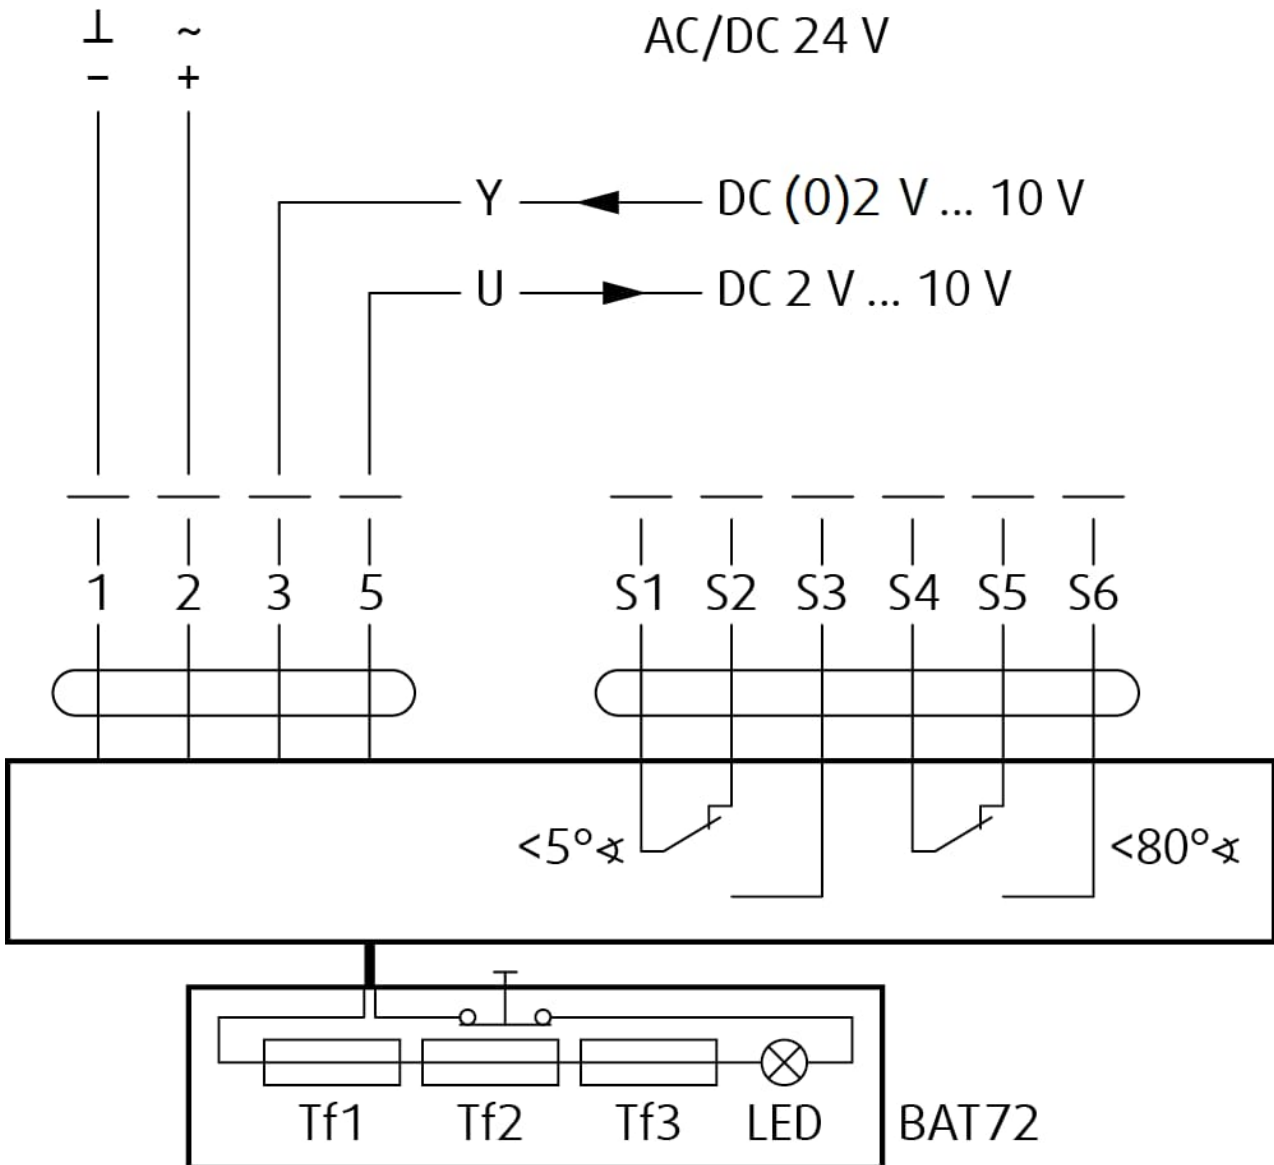 ⊥ ~ AC/DC 24 V
− +
Y DC (0)2 V ... 10 V
U DC 2 V ... 10 V
1 2 3 5 S1 S2 S3 S4 S5 S6
<5°∢ <80°∢
Tf1 Tf2 Tf3 LED BAT72